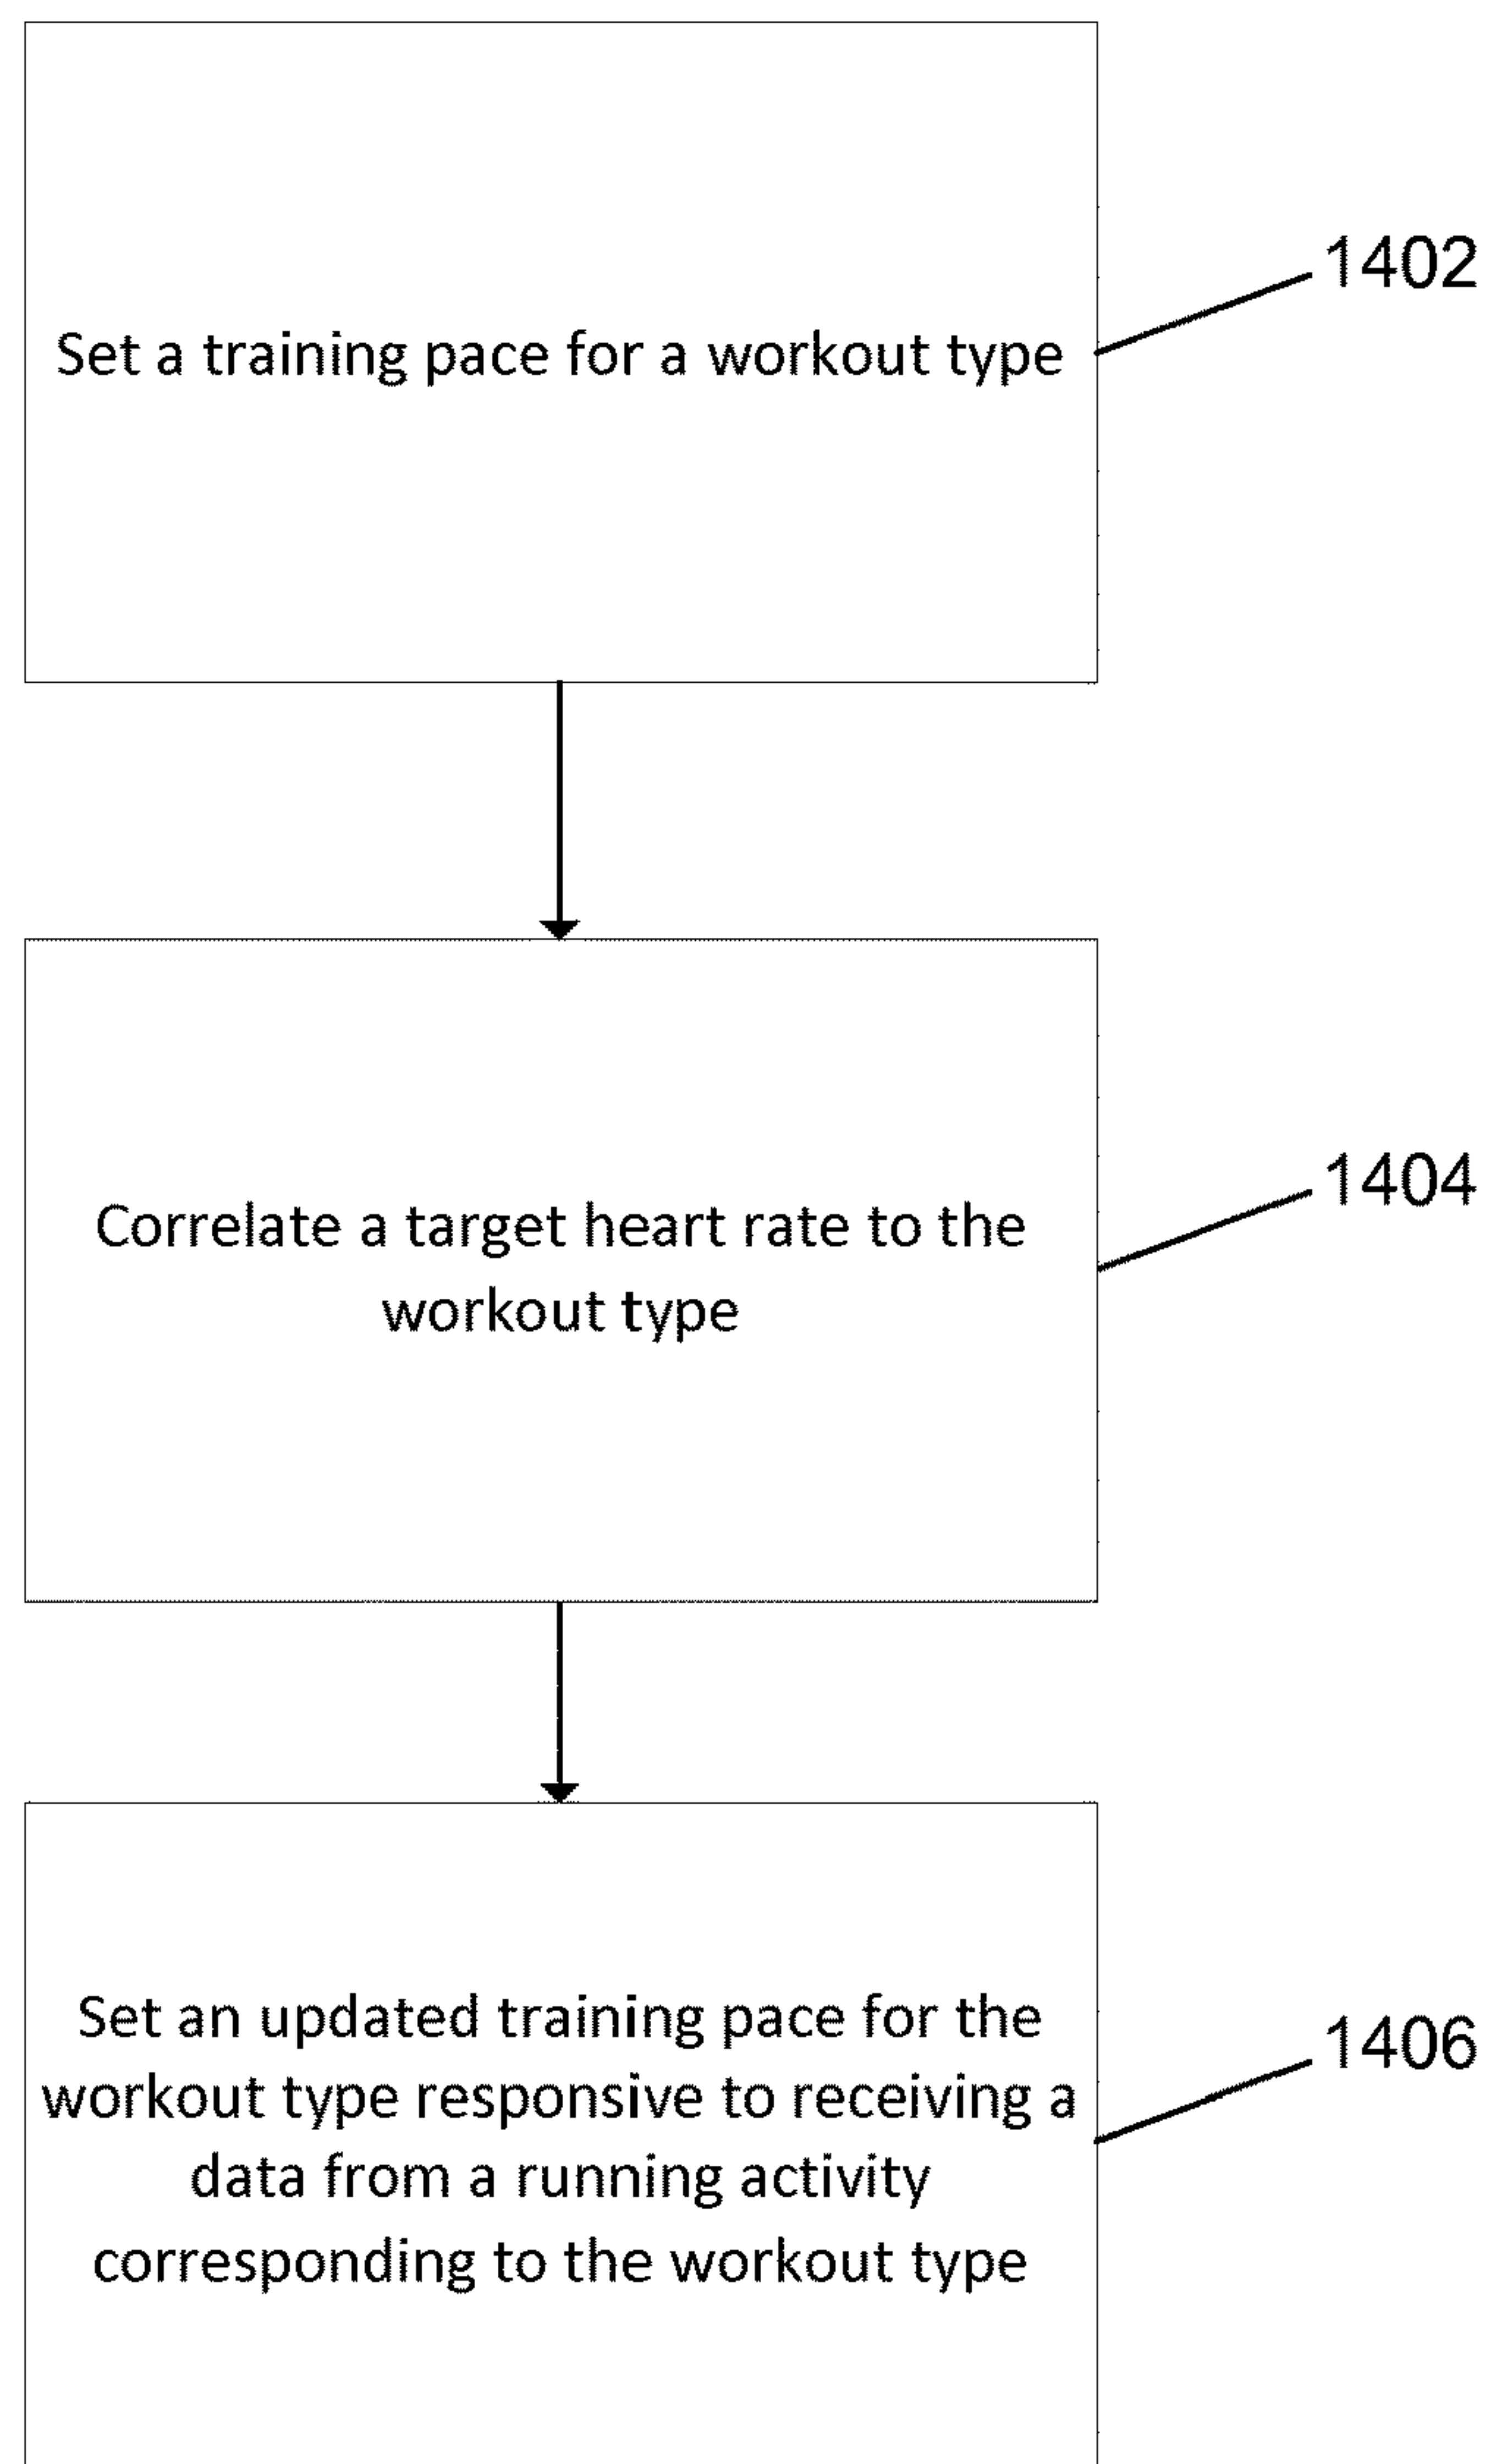 Set a training pace for a workout type
1402
Correlate a target heart rate to the
workout type
1404
Set an updated training pace for the
workout type responsive to receiving a
data from a running activity
corresponding to the workout type
1406